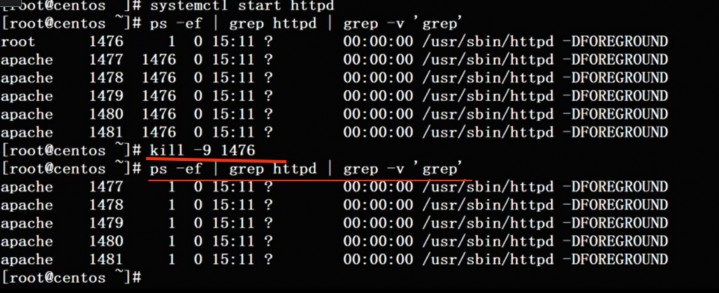 [root@centos ~]# systemctl start httpd
[root@centos ~]# ps -ef | grep httpd | grep -v 'grep'
root 1476 1 0 15:11 ? 00:00:00 /usr/sbin/httpd -DFOREGROUND
apache 1477 1476 0 15:11 ? 00:00:00 /usr/sbin/httpd -DFOREGROUND
apache 1478 1476 0 15:11 ? 00:00:00 /usr/sbin/httpd -DFOREGROUND
apache 1479 1476 0 15:11 ? 00:00:00 /usr/sbin/httpd -DFOREGROUND
apache 1480 1476 0 15:11 ? 00:00:00 /usr/sbin/httpd -DFOREGROUND
apache 1481 1476 0 15:11 ? 00:00:00 /usr/sbin/httpd -DFOREGROUND
[root@centos ~]# kill -9 1476
[root@centos ~]# ps -ef | grep httpd | grep -v 'grep'
apache 1477 1 0 15:11 ? 00:00:00 /usr/sbin/httpd -DFOREGROUND
apache 1478 1 0 15:11 ? 00:00:00 /usr/sbin/httpd -DFOREGROUND
apache 1479 1 0 15:11 ? 00:00:00 /usr/sbin/httpd -DFOREGROUND
apache 1480 1 0 15:11 ? 00:00:00 /usr/sbin/httpd -DFOREGROUND
apache 1481 1 0 15:11 ? 00:00:00 /usr/sbin/httpd -DFOREGROUND
[root@centos ~]#